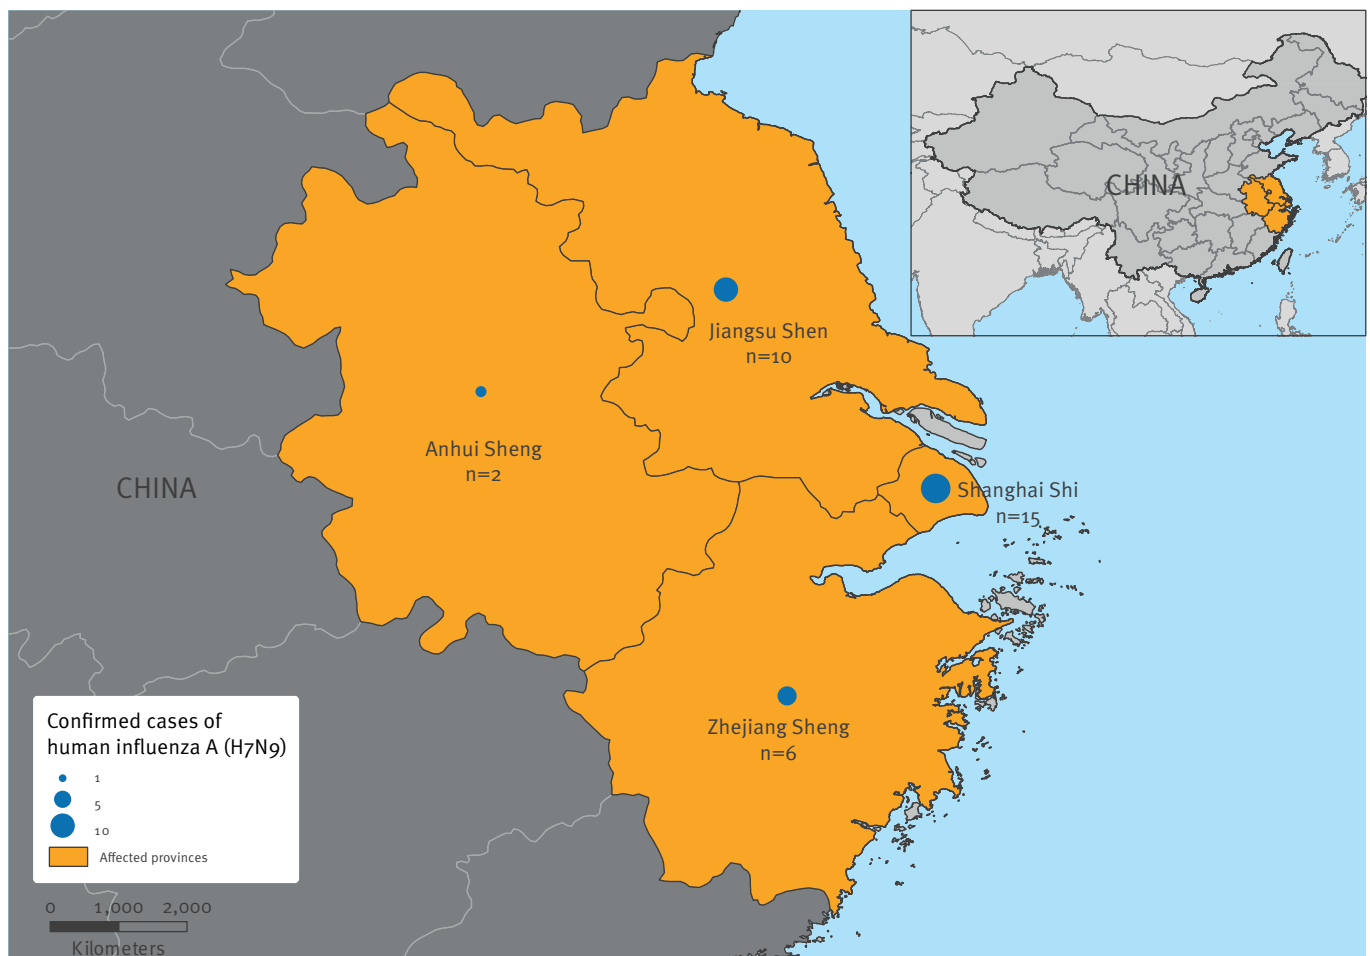 CHINA
Jiangsu Shen
n=10
Anhui Sheng
n=2
CHINA
Shanghai Shi
n=15
Zhejiang Sheng
n=6
Confirmed cases of
human influenza A (H7N9)
1
5
10
Affected provinces
0 1,000 2,000
Kilometers